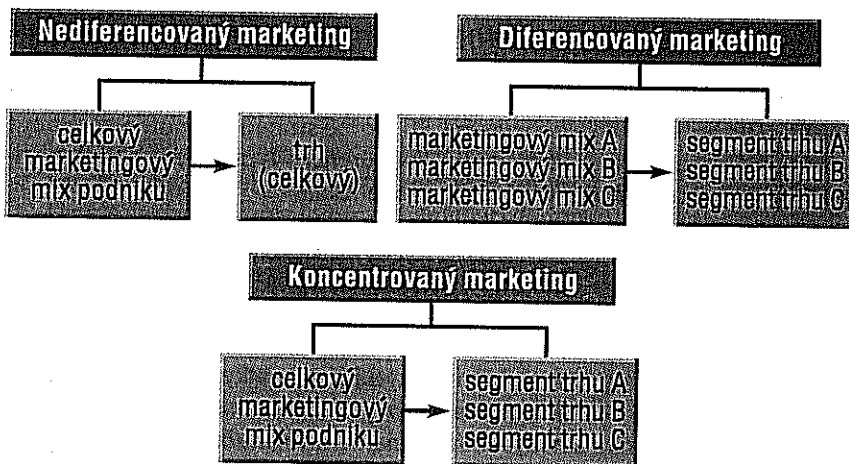 Nediferencovaný marketing
celkový
marketingový
mix podniku
trh
(celkový)
Diferencovaný marketing
marketingový mix A
marketingový mix B
marketingový mix C
segment trhu A
segment trhu B
segment trhu C
Koncentrovaný marketing
celkový
marketingový
mix podniku
segment trhu A
segment trhu B
segment trhu C